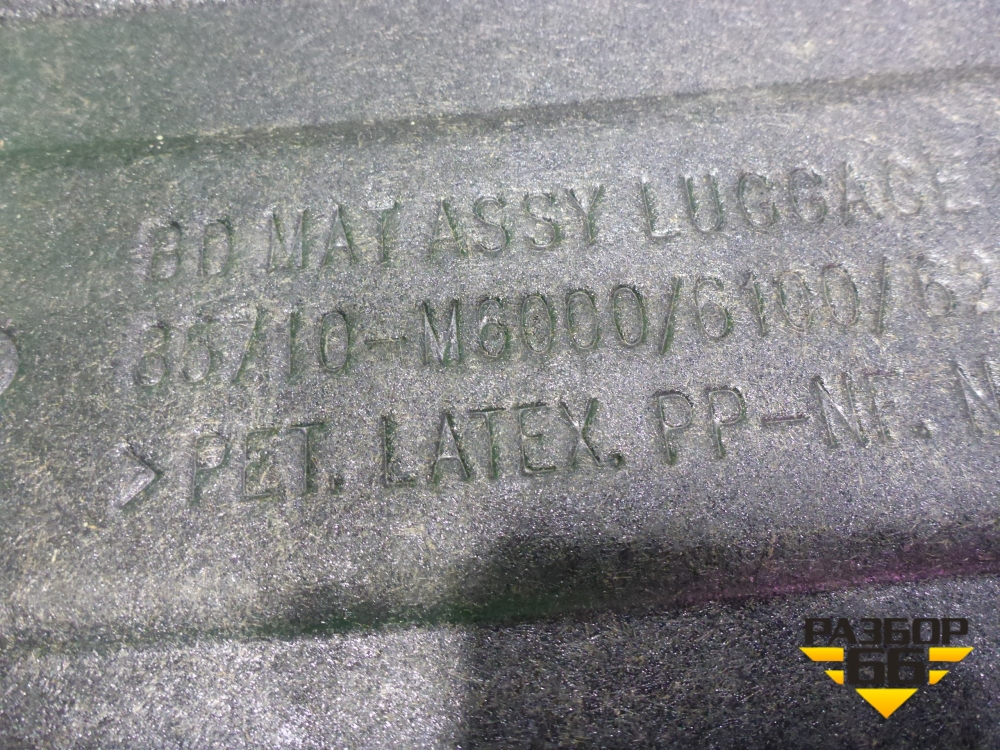 BD MAT ASSY LUGGAGE
85710-M6000/6100/62
>PET. LATEX. PP-NF. N
РАЗБОР
66